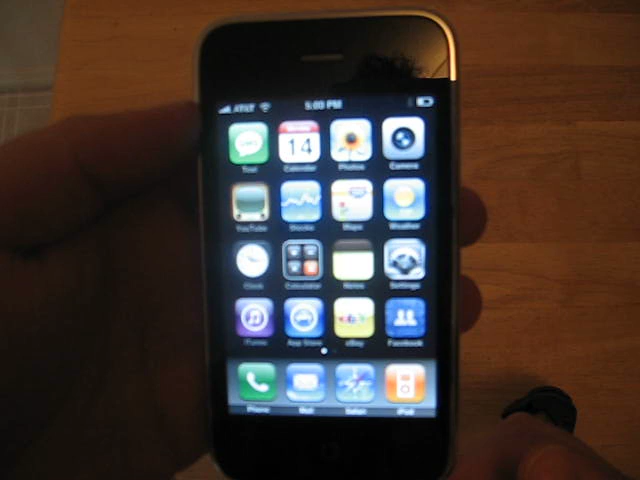 AT&T 5:00 PM
14
Text Calendar Photos Camera
YouTube Stocks Maps Weather
Clock Calculator Notes Settings
iTunes App Store eBay Facebook
Phone Mail Safari iPod